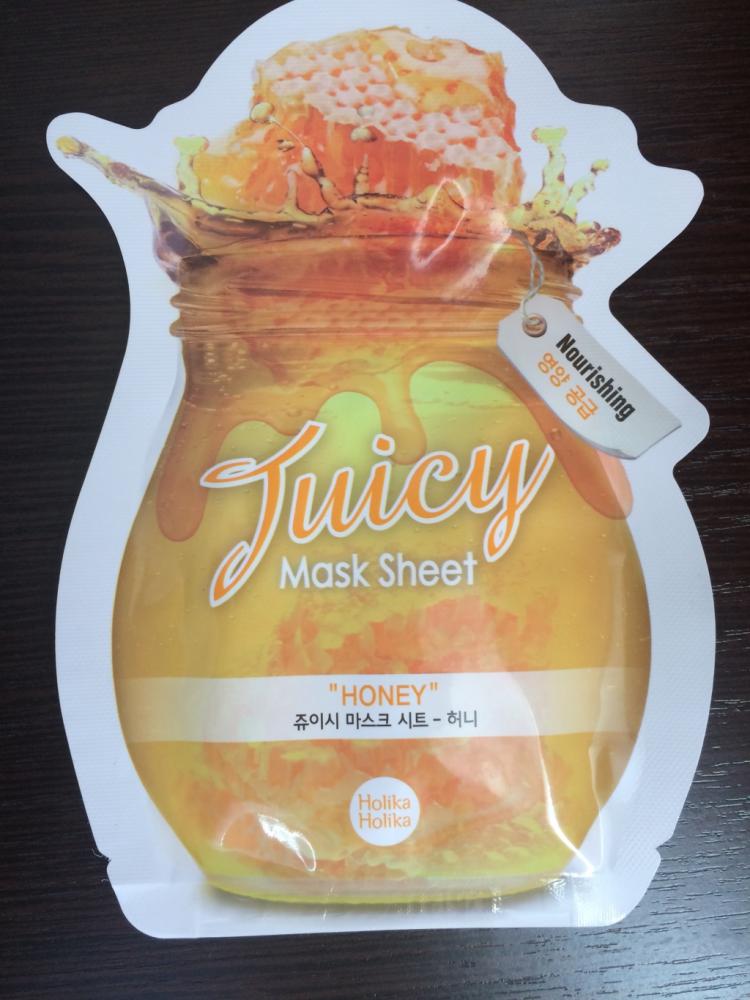 Nourishing
영양 공급
Juicy
Mask Sheet
"HONEY"
쥬이시 마스크 시트 - 허니
Holika
Holika